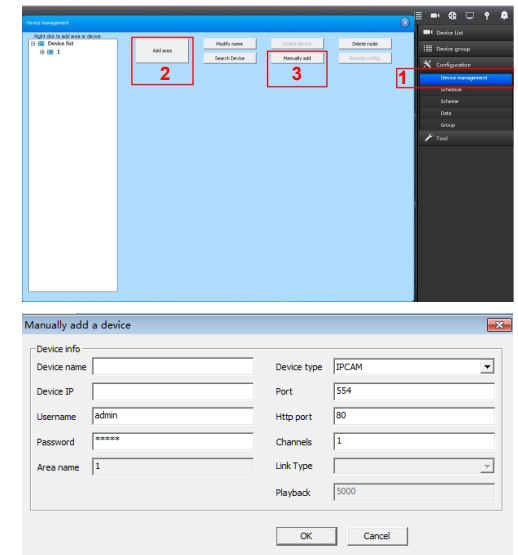 Device management
Right click to add area or device
Device list
1
Add area
Modify name
Delete device
Delete node
Search Device
Manually add
Remote config
2
3
1
Device List
Device group
Configuration
Device management
Schedule
Scheme
Data
Group
Tool
Manually add a device
Device info
Device name
Device type IPCAM
Device IP
Port 554
Username admin
Http port 80
Password *****
Channels 1
Area name 1
Link Type
Playback 5000
OK Cancel